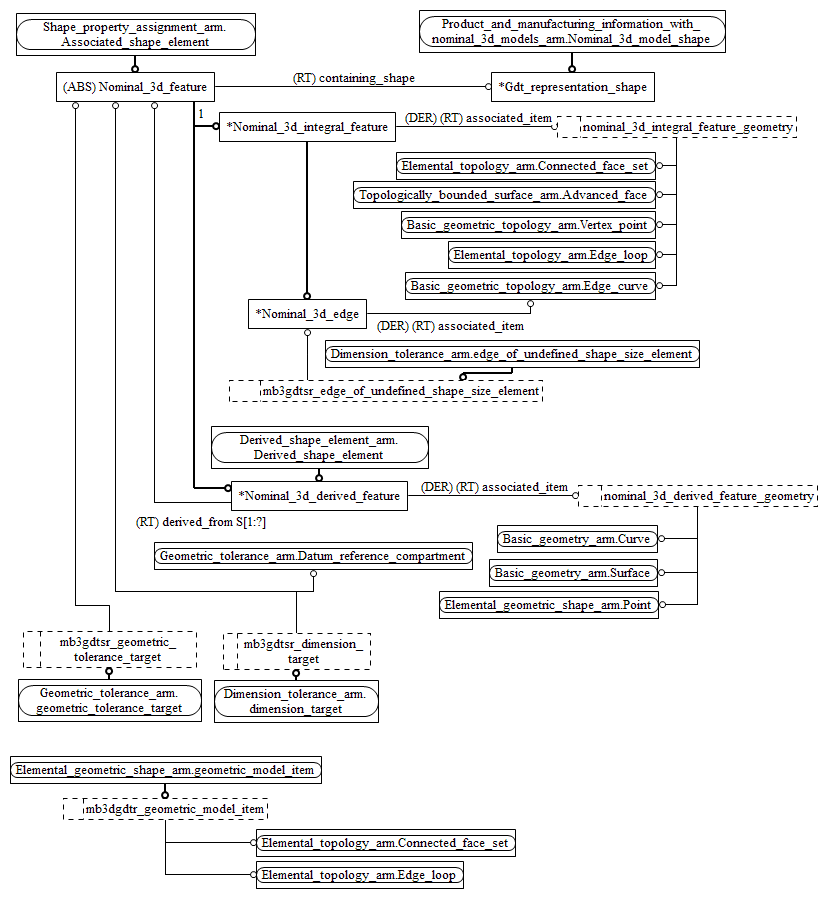 Shape_property_assignment_arm.
Associated_shape_element
Product_and_manufacturing_information_with_
nominal_3d_models_arm.Nominal_3d_model_shape
(ABS) Nominal_3d_feature
(RT) containing_shape
*Gdt_representation_shape
1
*Nominal_3d_integral_feature
(DER) (RT) associated_item
nominal_3d_integral_feature_geometry
Elemental_topology_arm.Connected_face_set
Topologically_bounded_surface_arm.Advanced_face
Basic_geometric_topology_arm.Vertex_point
Elemental_topology_arm.Edge_loop
Basic_geometric_topology_arm.Edge_curve
*Nominal_3d_edge
(DER) (RT) associated_item
Dimension_tolerance_arm.edge_of_undefined_shape_size_element
mb3gdtsr_edge_of_undefined_shape_size_element
Derived_shape_element_arm.
Derived_shape_element
*Nominal_3d_derived_feature
(DER) (RT) associated_item
nominal_3d_derived_feature_geometry
(RT) derived_from S[1:?]
Basic_geometry_arm.Curve
Geometric_tolerance_arm.Datum_reference_compartment
Basic_geometry_arm.Surface
Elemental_geometric_shape_arm.Point
mb3gdtsr_geometric_
tolerance_target
mb3gdtsr_dimension_
target
Geometric_tolerance_arm.
geometric_tolerance_target
Dimension_tolerance_arm.
dimension_target
Elemental_geometric_shape_arm.geometric_model_item
mb3dgdtr_geometric_model_item
Elemental_topology_arm.Connected_face_set
Elemental_topology_arm.Edge_loop